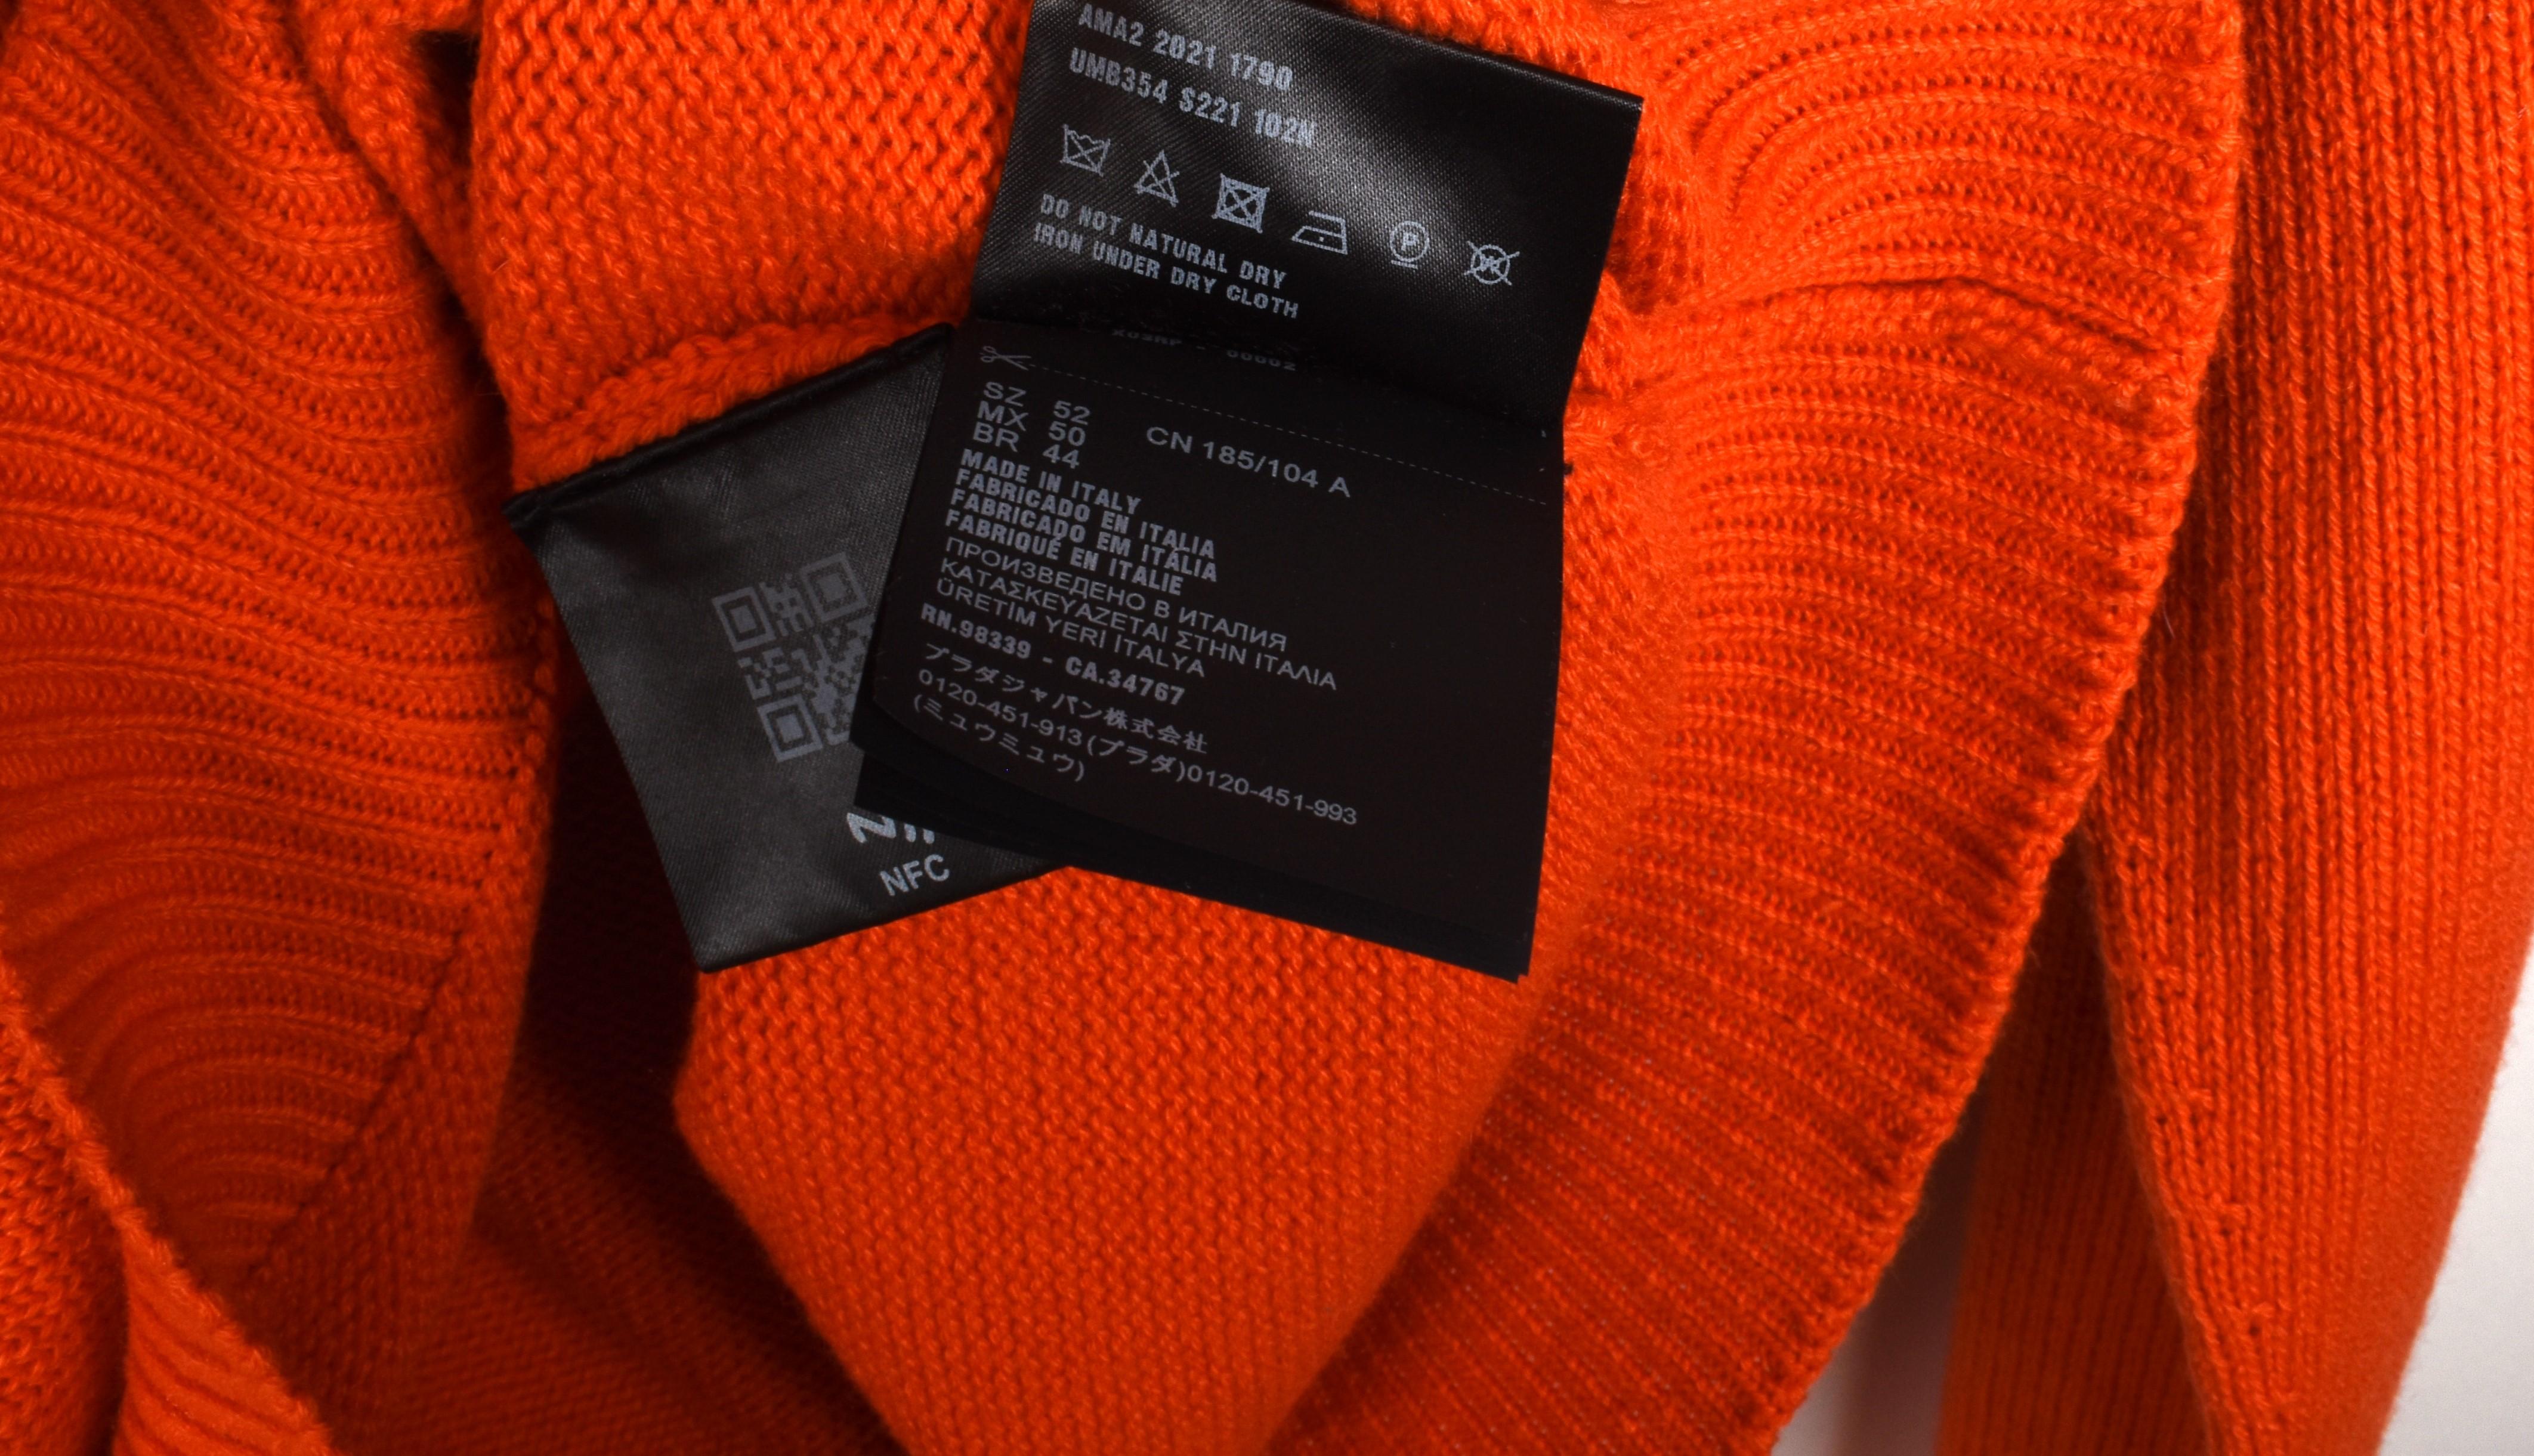 AMA2 2021 1790
UMB354 S221 102N
DO NOT NATURAL DRY
IRON UNDER DRY CLOTH
SZ 52
MX 50
BR 44
CN 185/104 A
MADE IN ITALY
FABRICADO EN ITALIA
FABRICADO EM ITÁLIA
FABRIQUÉ EN ITALIE
ПРОИЗВЕДЕНО В ИТАЛИЯ
ΚΑΤΑΣΚΕΥΑΖΕΤΑΙ ΣΤΗΝ ΙΤΑΛΙΑ
ÜRETİM YERİ İTALYA
RN.98339 - CA.34767
プラダジャパン株式会社
0120-451-913(プラダ)0120-451-993
(ミュウミュウ)
NFC